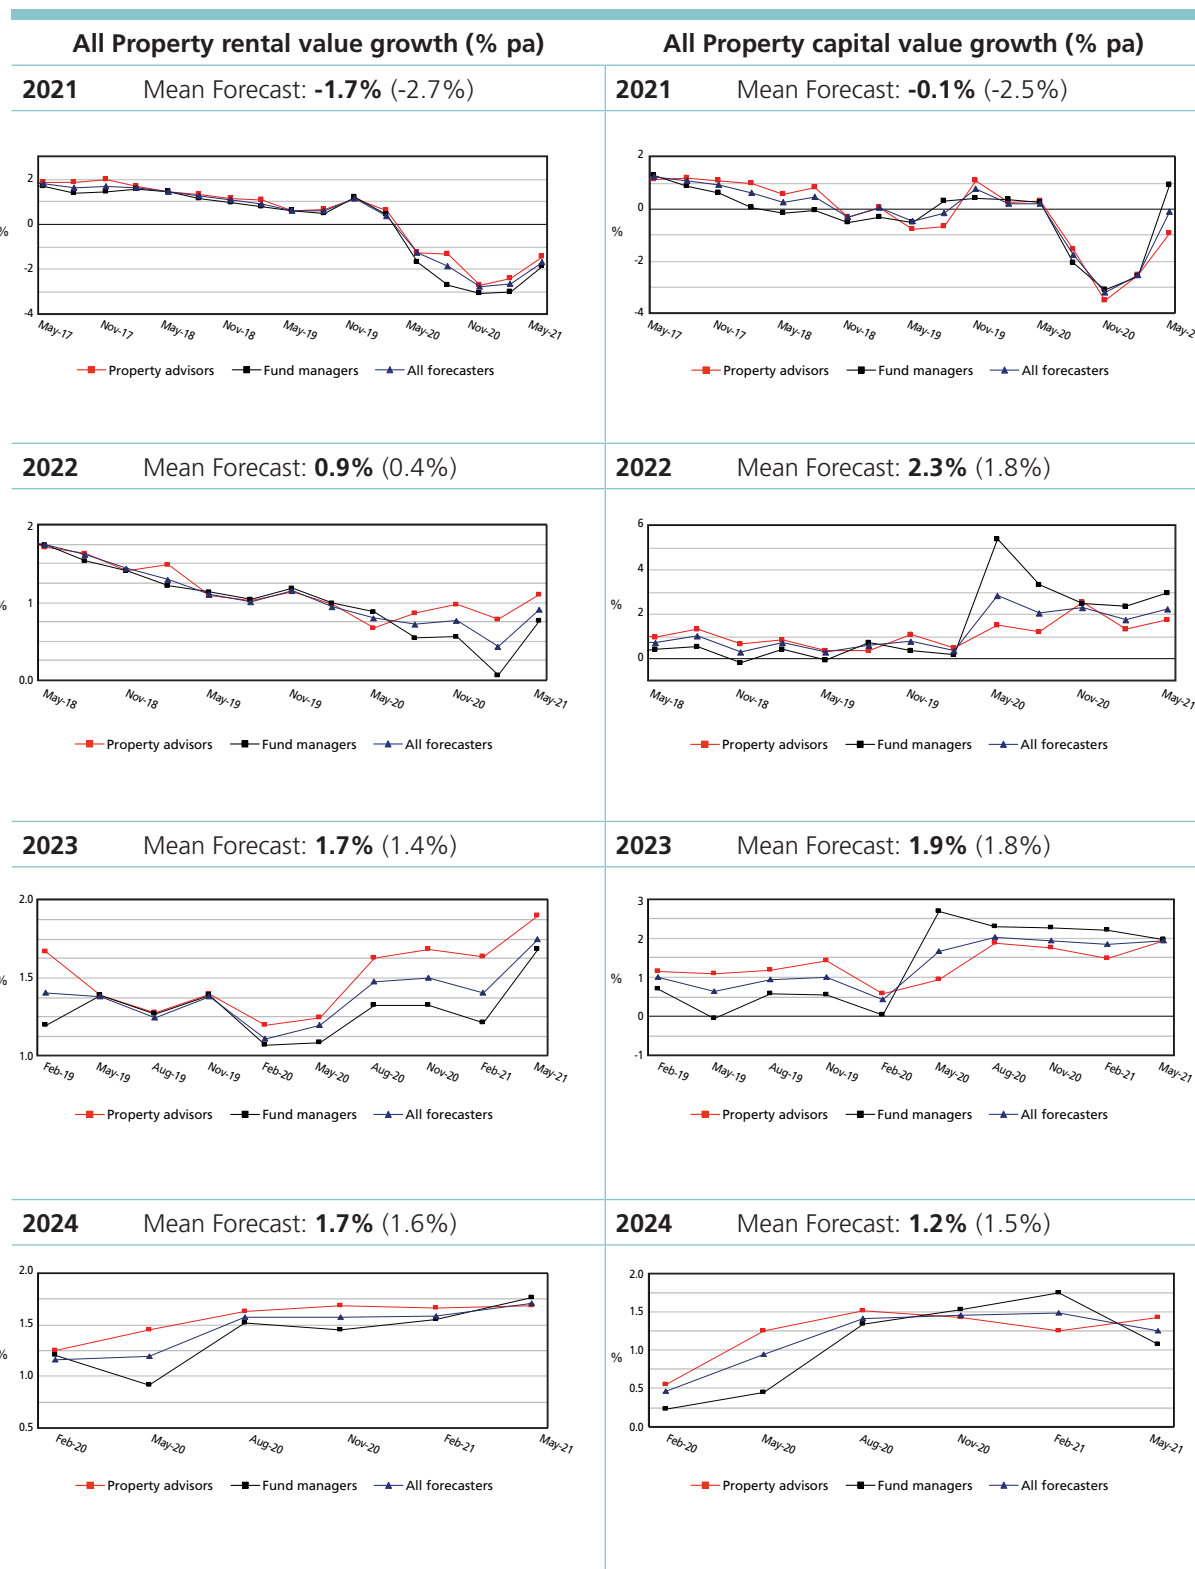 All Property rental value growth (% pa)
2021 Mean Forecast: -1.7% (-2.7%)
2
0
%
-2
-4
May-17 Nov-17 May-18 Nov-18 May-19 Nov-19 May-20 Nov-20 May-21
Property advisors Fund managers All forecasters
2022 Mean Forecast: 0.9% (0.4%)
2
1
%
0.0
May-18 Nov-18 May-19 Nov-19 May-20 Nov-20 May-21
Property advisors Fund managers All forecasters
2023 Mean Forecast: 1.7% (1.4%)
2.0
1.5
%
1.0
Feb-19 May-19 Aug-19 Nov-19 Feb-20 May-20 Aug-20 Nov-20 Feb-21 May-21
Property advisors Fund managers All forecasters
2024 Mean Forecast: 1.7% (1.6%)
2.0
1.5
%
1.0
0.5
Feb-20 May-20 Aug-20 Nov-20 Feb-21 May-21
Property advisors Fund managers All forecasters
All Property capital value growth (% pa)
2021 Mean Forecast: -0.1% (-2.5%)
2
0
%
-2
-4
May-17 Nov-17 May-18 Nov-18 May-19 Nov-19 May-20 Nov-20 May-2
Property advisors Fund managers All forecasters
2022 Mean Forecast: 2.3% (1.8%)
6
4
%
2
0
May-18 Nov-18 May-19 Nov-19 May-20 Nov-20 May-21
Property advisors Fund managers All forecasters
2023 Mean Forecast: 1.9% (1.8%)
3
2
%
1
0
-1
Feb-19 May-19 Aug-19 Nov-19 Feb-20 May-20 Aug-20 Nov-20 Feb-21 May-21
Property advisors Fund managers All forecasters
2024 Mean Forecast: 1.2% (1.5%)
2.0
1.5
%
1.0
0.5
0.0
Feb-20 May-20 Aug-20 Nov-20 Feb-21 May-21
Property advisors Fund managers All forecasters